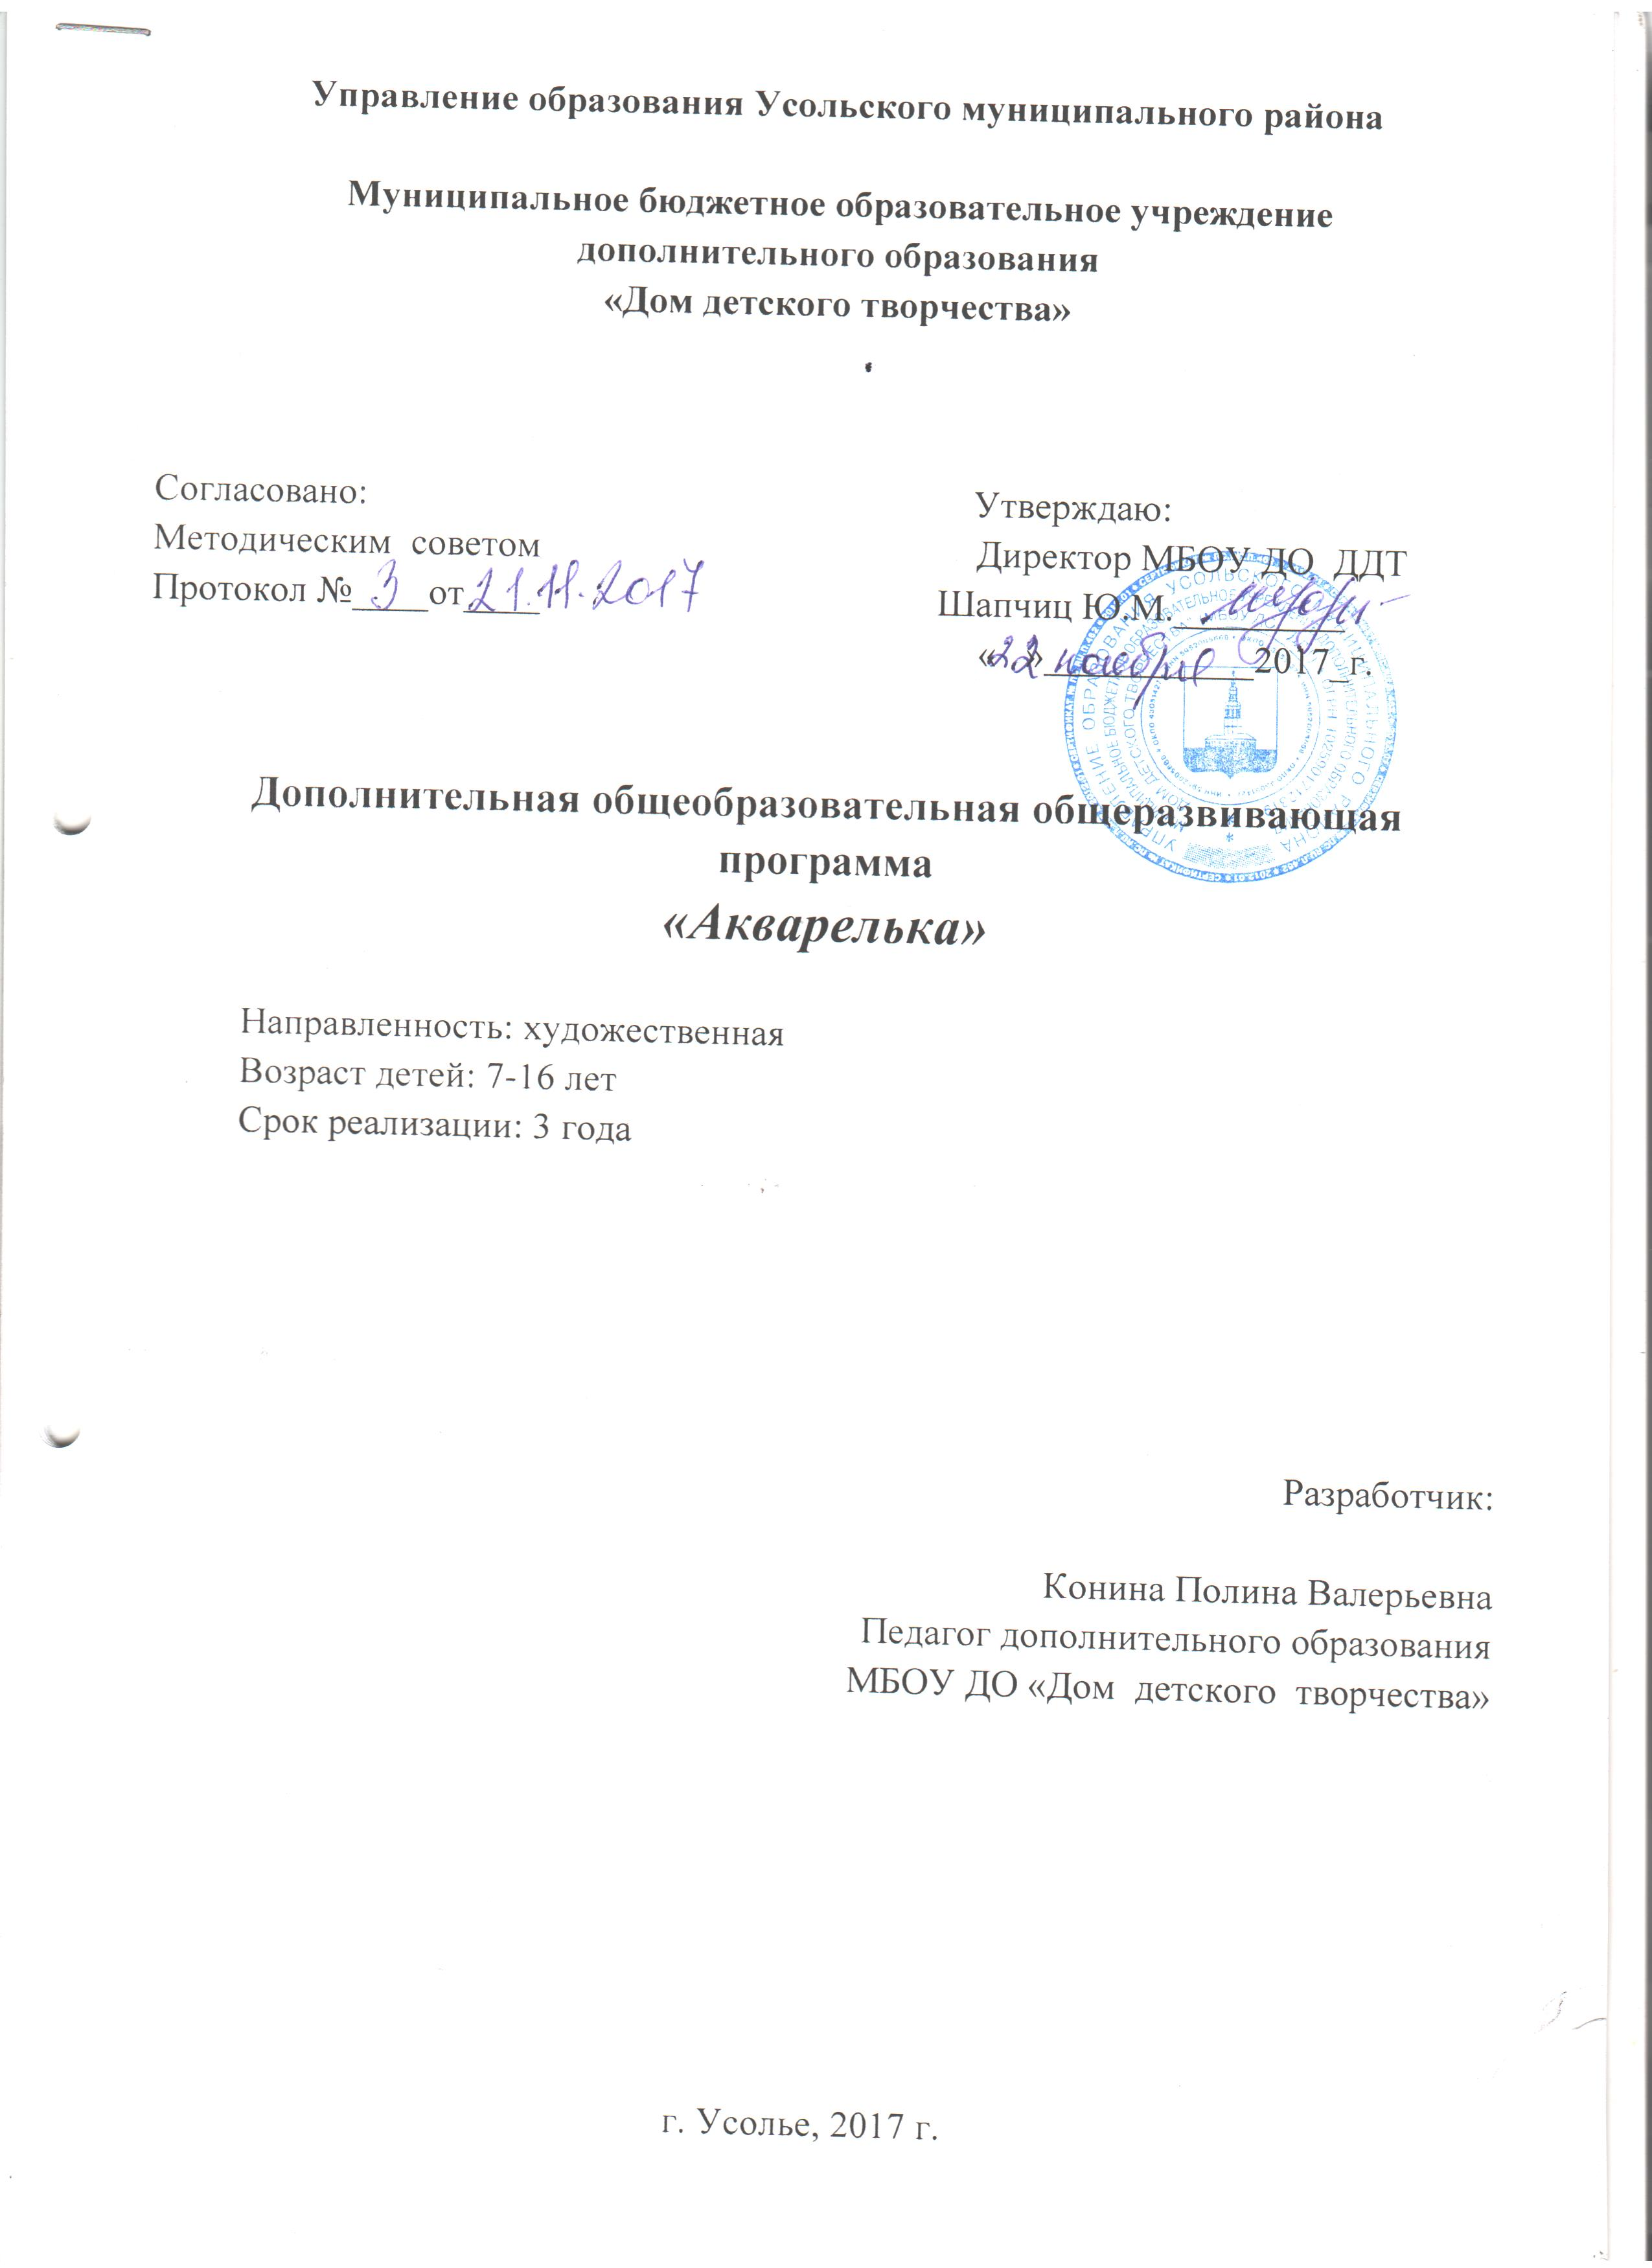 Управление образования Усольского муниципального района
Муниципальное бюджетное образовательное учреждение
дополнительного образования
«Дом детского творчества»
Согласовано:
Методическим советом
Протокол № 3 от 21.11.2017
Утверждаю:
Директор МБОУ ДО ДДТ
Шапчиц Ю.М.
«22» ноября 2017_г.
Дополнительная общеобразовательная общеразвивающая
программа
«Акварелька»
Направленность: художественная
Возраст детей: 7-16 лет
Срок реализации: 3 года
Разработчик:
Конина Полина Валерьевна
Педагог дополнительного образования
МБОУ ДО «Дом детского творчества»
г. Усолье, 2017 г.